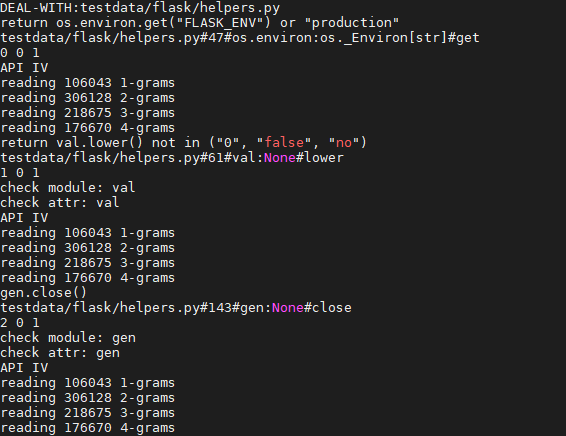 DEAL-WITH:testdata/flask/helpers.py
return os.environ.get("FLASK_ENV") or "production"
testdata/flask/helpers.py#47#os.environ:os._Environ[str]#get
0 0 1
API IV
reading 106043 1-grams
reading 306128 2-grams
reading 218675 3-grams
reading 176670 4-grams
return val.lower() not in ("0", "false", "no")
testdata/flask/helpers.py#61#val:None#lower
1 0 1
check module: val
check attr: val
API IV
reading 106043 1-grams
reading 306128 2-grams
reading 218675 3-grams
reading 176670 4-grams
gen.close()
testdata/flask/helpers.py#143#gen:None#close
2 0 1
check module: gen
check attr: gen
API IV
reading 106043 1-grams
reading 306128 2-grams
reading 218675 3-grams
reading 176670 4-grams